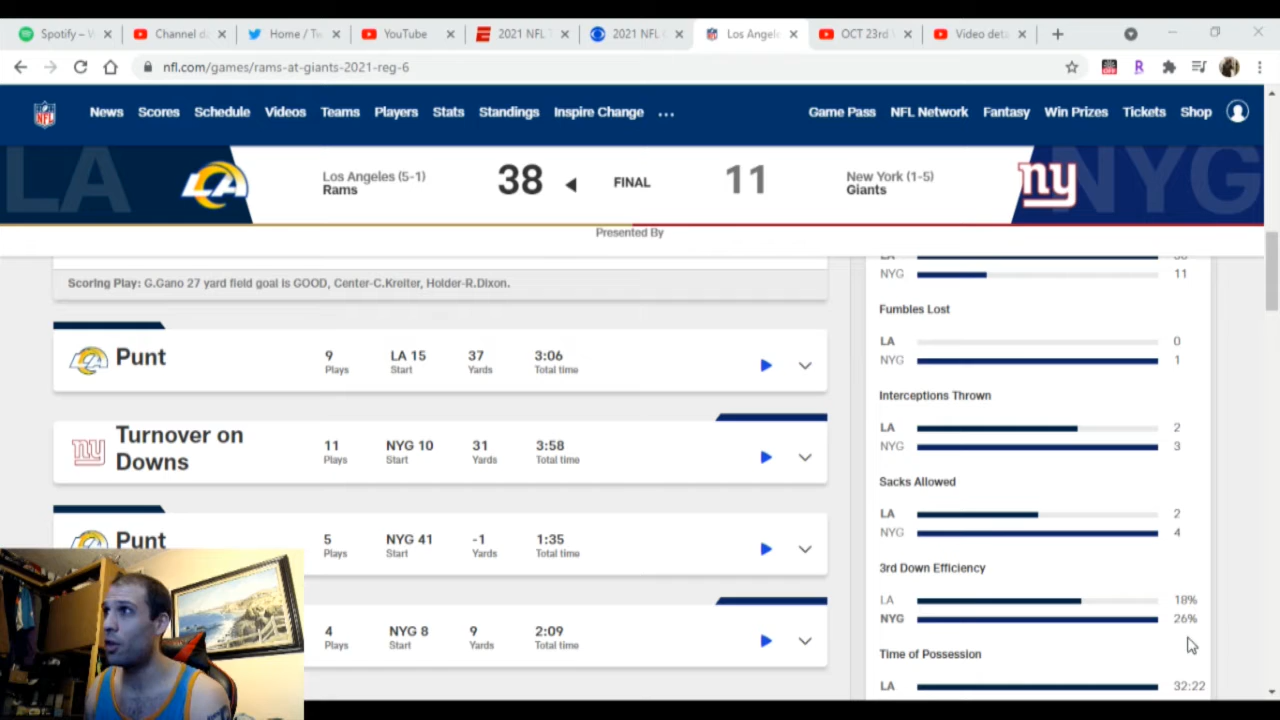 Spotify – W
Channel d
Home / Tw
YouTube
2021 NFL T
2021 NFL
Los Angele
OCT 23rd
Video deta
nfl.com/games/rams-at-giants-2021-reg-6
OFF
R
NFL
News Scores Schedule Videos Teams Players Stats Standings Inspire Change ...
Game Pass NFL Network Fantasy Win Prizes Tickets Shop
LA
Los Angeles (5-1)
Rams
38
FINAL
11
New York (1-5)
Giants
ny
NYG
Presented By
Scoring Play: G.Gano 27 yard field goal is GOOD, Center-C.Kreiter, Holder-R.Dixon.
Punt
9 LA 15 37 3:06
Plays Start Yards Total time
ny
Turnover on
Downs
11 NYG 10 31 3:58
Plays Start Yards Total time
Punt
5 NYG 41 -1 1:35
Plays Start Yards Total time
4 NYG 8 9 2:09
Plays Start Yards Total time
NYG 11
Fumbles Lost
LA 0
NYG 1
Interceptions Thrown
LA 2
NYG 3
Sacks Allowed
LA 2
NYG 4
3rd Down Efficiency
LA 18%
NYG 26%
Time of Possession
LA 32:22